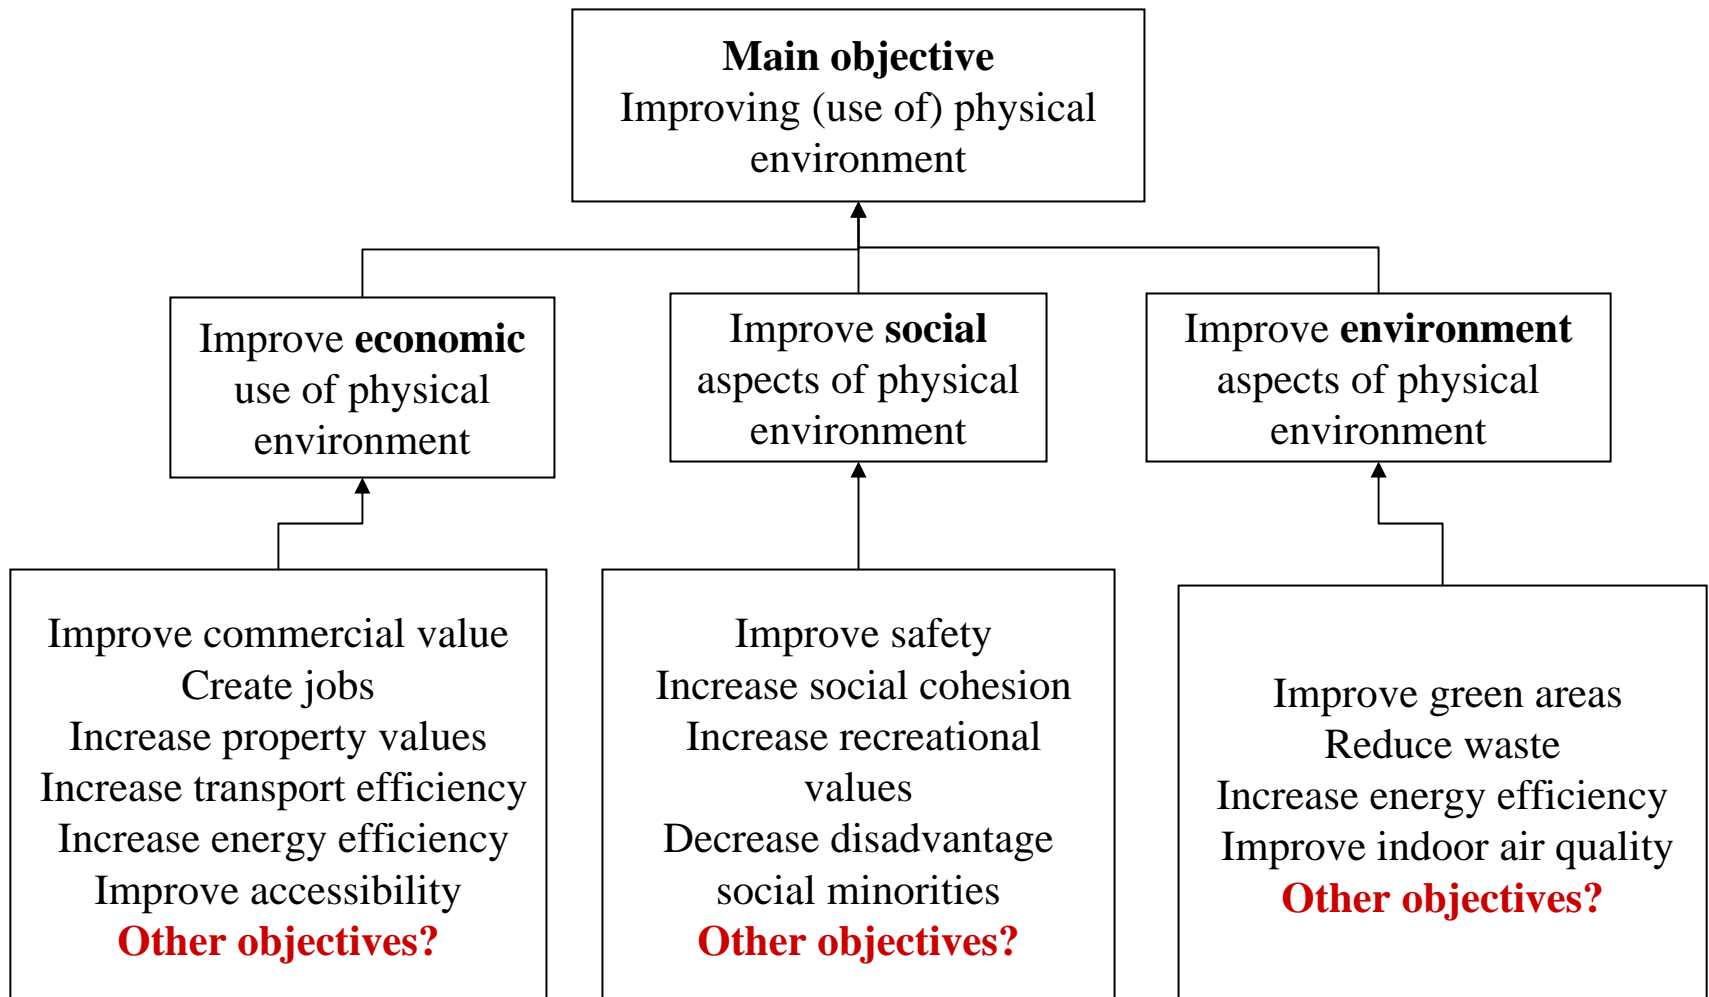 Main objective
Improving (use of) physical
environment
Improve economic
use of physical
environment
Improve social
aspects of physical
environment
Improve environment
aspects of physical
environment
Improve commercial value
Create jobs
Increase property values
Increase transport efficiency
Increase energy efficiency
Improve accessibility
Other objectives?
Improve safety
Increase social cohesion
Increase recreational
values
Decrease disadvantage
social minorities
Other objectives?
Improve green areas
Reduce waste
Increase energy efficiency
Improve indoor air quality
Other objectives?